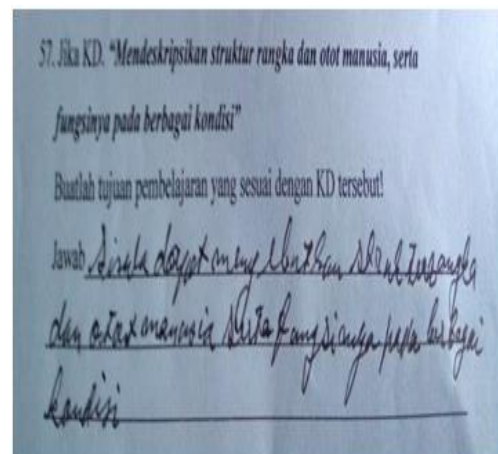 57. Jika KD. "Mendeskripsikan struktur rangka dan otot manusia, serta
fungsinya pada berbagai kondisi"
Buatlah tujuan pembelajaran yang sesuai dengan KD tersebut!
Jawab Siswa dapat menyebutkan struktur rangka
dan otot manusia serta fungsinya pada berbagai
kondisi